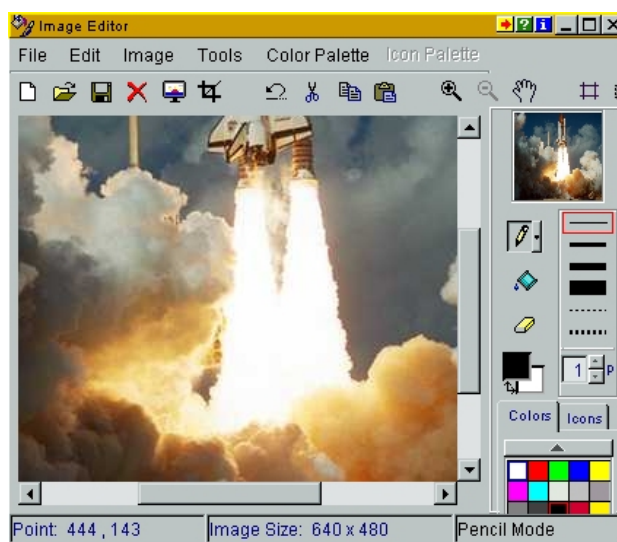 Image Editor
File Edit Image Tools Color Palette Icon Palette
1 p
Colors Icons
Point: 444 , 143 Image Size: 640 x 480 Pencil Mode